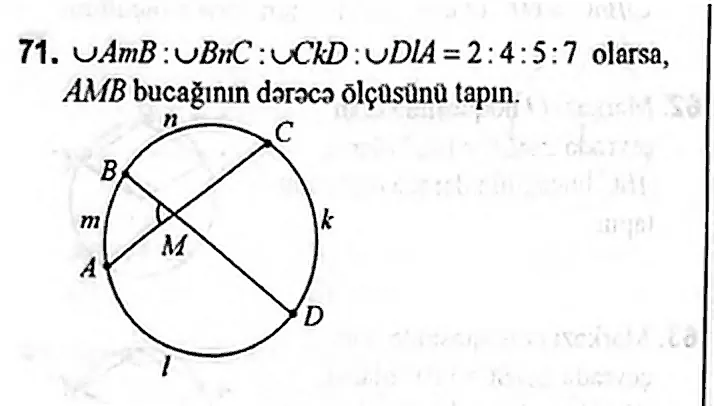 71. ∪AmB : ∪BnC : ∪CkD : ∪DlA = 2 : 4 : 5 : 7 olarsa,
AMB bucağının dərəcə ölçüsünü tapın.
n
C
B
m
k
M
A
D
l